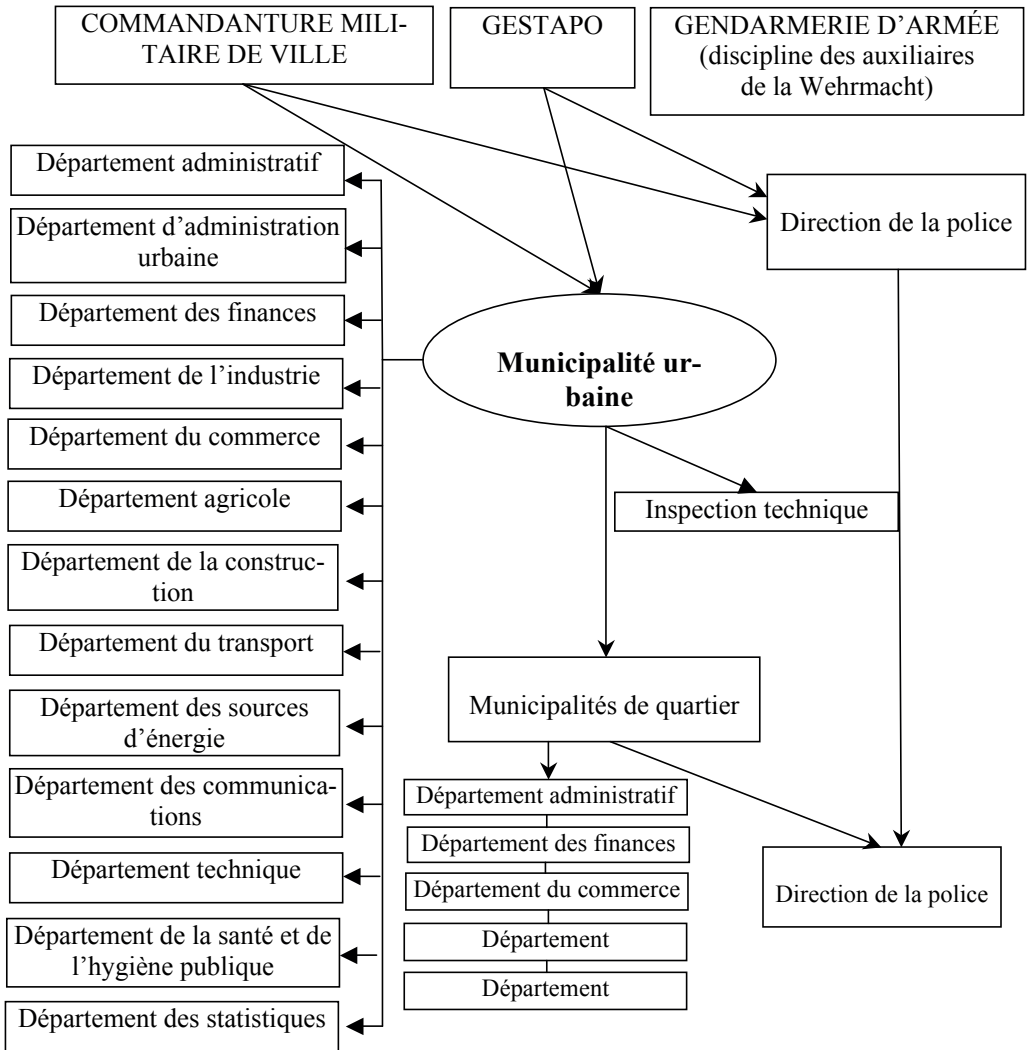 COMMANDANTURE MILI-
TAIRE DE VILLE
GESTAPO
GENDARMERIE D’ARMÉE
(discipline des auxiliaires
de la Wehrmacht)
Département administratif
Département d’administration
urbaine
Département des finances
Département de l’industrie
Département du commerce
Département agricole
Département de la construc-
tion
Département du transport
Département des sources
d’énergie
Département des communica-
tions
Département technique
Département de la santé et de
l’hygiène publique
Département des statistiques
Direction de la police
Municipalité ur-
baine
Inspection technique
Municipalités de quartier
Département administratif
Département des finances
Département du commerce
Département
Département
Direction de la police